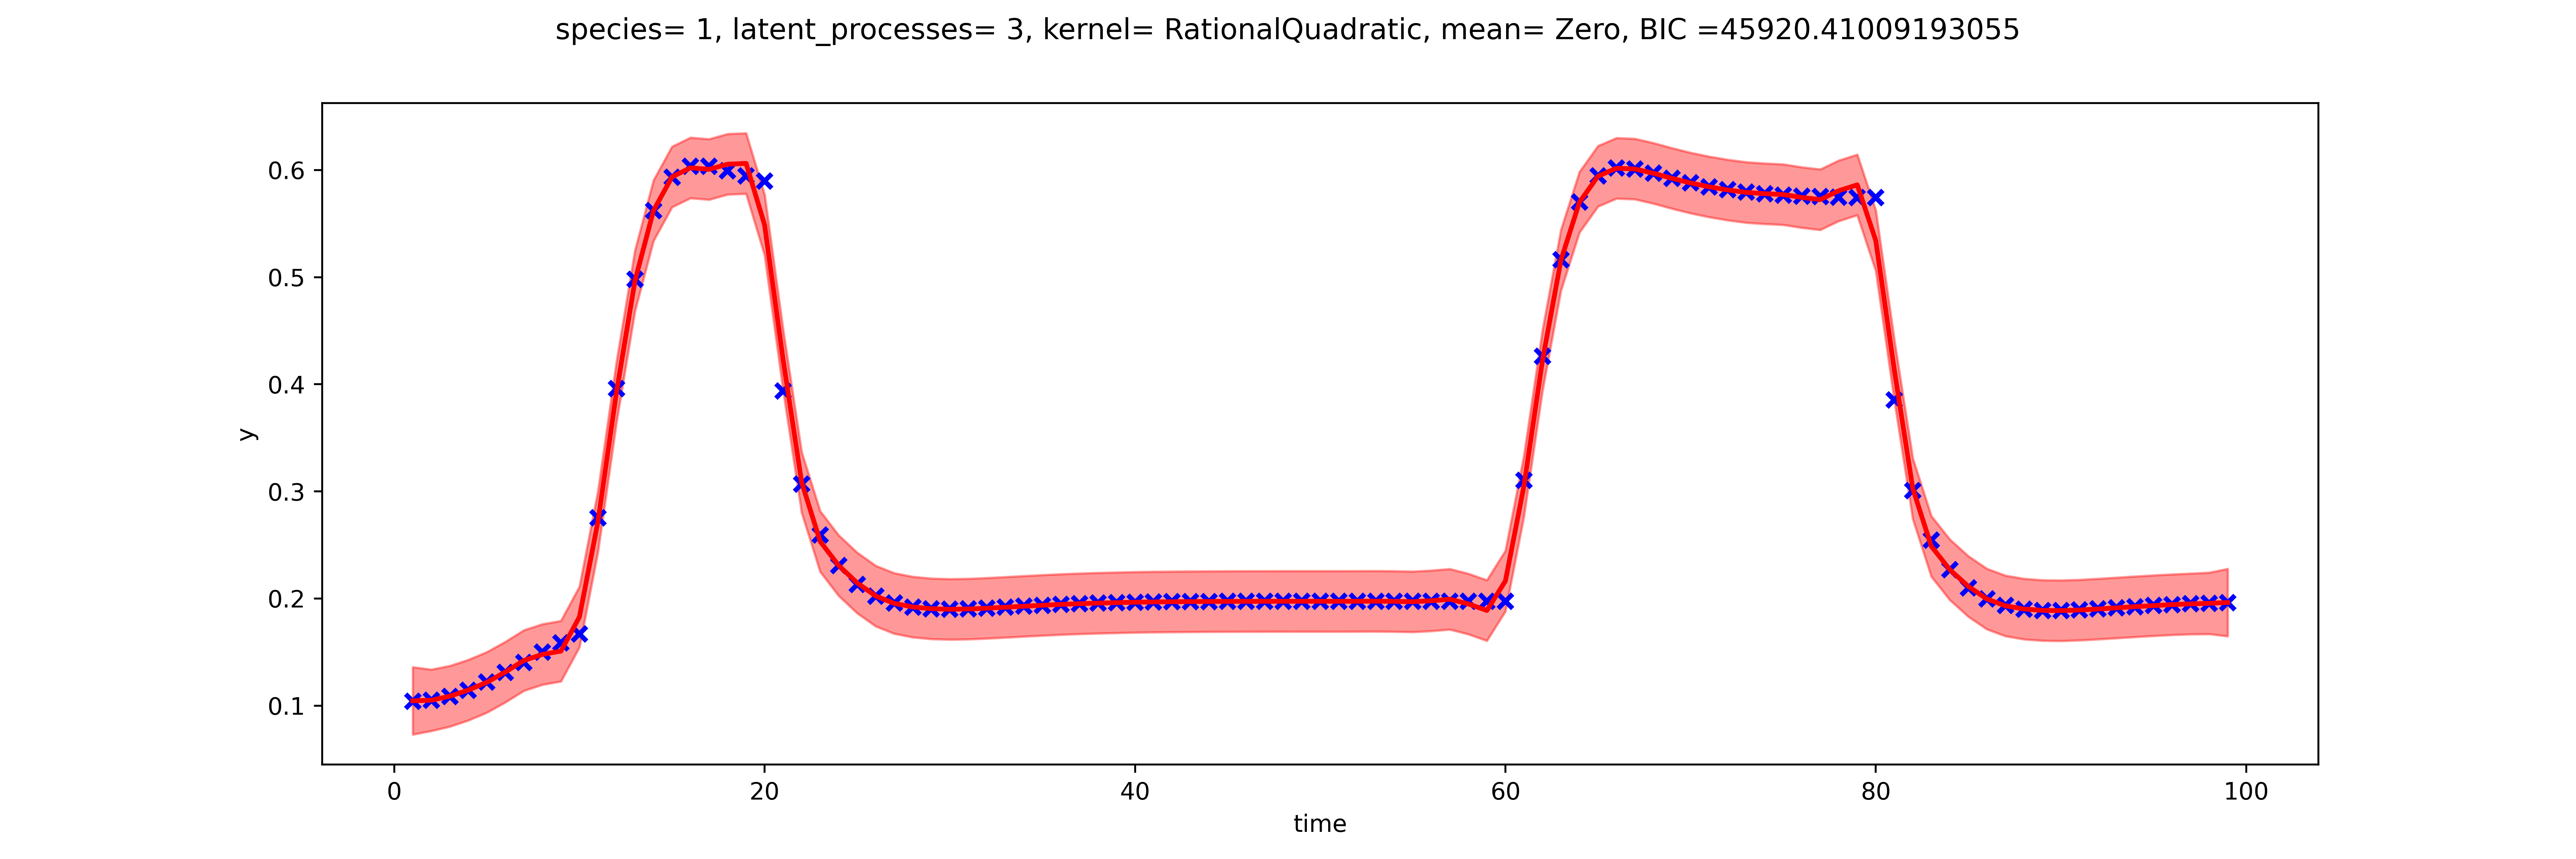 species= 1, latent_processes= 3, kernel= RationalQuadratic, mean= Zero, BIC =45920.41009193055
0.6
0.5
0.4
0.3
0.2
0.1
y
0 20 40 60 80 100
time